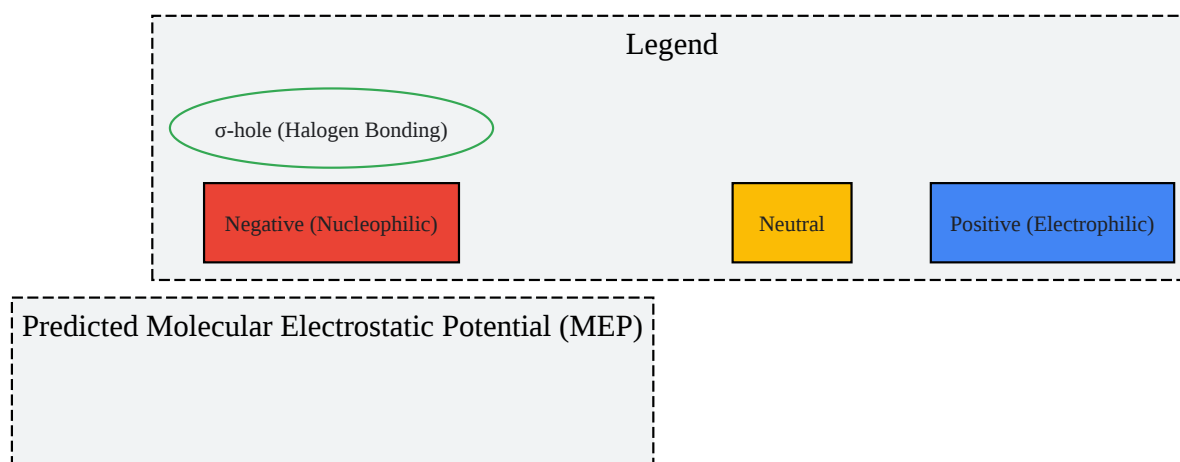 Legend
σ-hole (Halogen Bonding)
Negative (Nucleophilic)
Neutral
Positive (Electrophilic)
Predicted Molecular Electrostatic Potential (MEP)